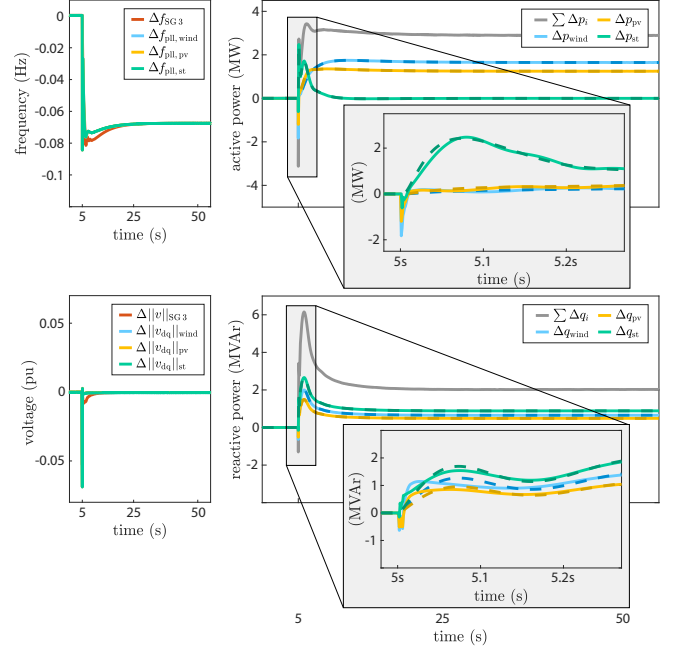 frequency (Hz)
0
-0.02
-0.04
-0.06
-0.08
-0.1
Δf_SG 3
Δf_pll, wind
Δf_pll, pv
Δf_pll, st
5
25
50
time (s)
active power (MW)
4
2
0
-2
-4
∑ Δp_i
Δp_wind
Δp_pv
Δp_st
(MW)
2
0
-2
5s
5.1
5.2s
time (s)
voltage (pu)
0.05
0
-0.05
Δ||v||_SG 3
Δ||v_dq||_wind
Δ||v_dq||_pv
Δ||v_dq||_st
5
25
50
time (s)
reactive power (MVAr)
6
4
2
0
-2
∑ Δq_i
Δq_wind
Δq_pv
Δq_st
(MVAr)
2
1
0
-1
5s
5.1
5.2s
time (s)
5
25
50
time (s)